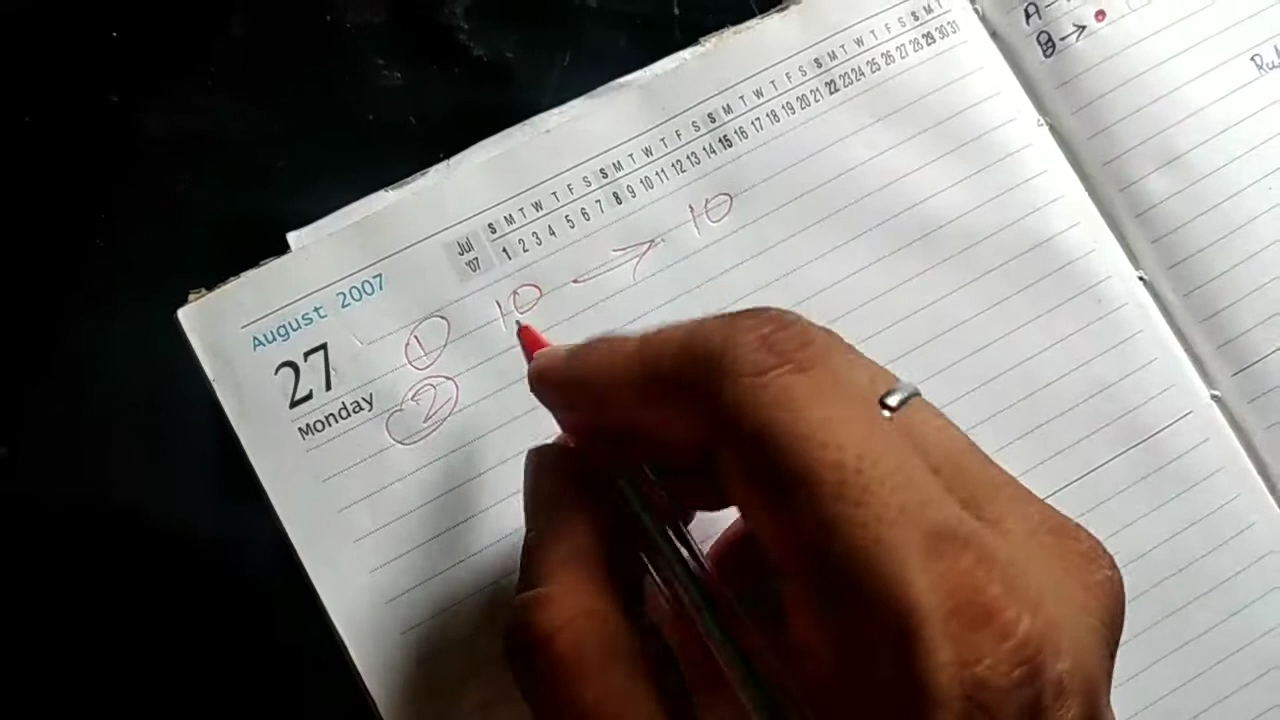 S M T W T F S S M T W T F S S M T W T F S S M T W T F S S M T
Jul '07 1 2 3 4 5 6 7 8 9 10 11 12 13 14 15 16 17 18 19 20 21 22 23 24 25 26 27 28 29 30 31
August 2007
27
Monday
① 10 → 10
②
A
B →